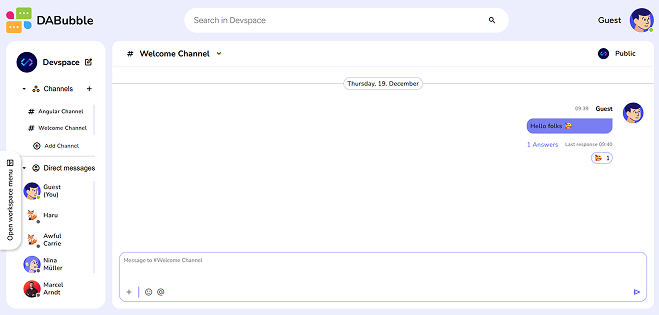 DABubble
Search in Devspace
Guest
Devspace
Channels
Angular Channel
# Welcome Channel
Add Channel
Direct messages
Guest
(You)
Haru
Awful
Carrie
Nina
Müller
Marcel
Arndt
Open workspace menu
# Welcome Channel
Public
Thursday, 19. December
09:39 Guest
Hello folks 🥰
1 Answers Last response 09:40
1
Message to #Welcome Channel
@